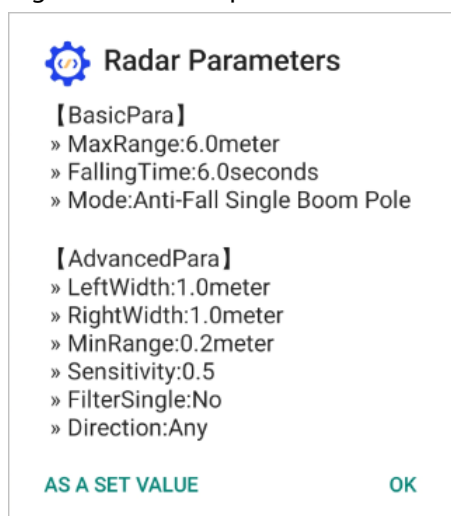 Radar Parameters
【BasicPara】
» MaxRange:6.0meter
» FallingTime:6.0seconds
» Mode:Anti-Fall Single Boom Pole
【AdvancedPara】
» LeftWidth:1.0meter
» RightWidth:1.0meter
» MinRange:0.2meter
» Sensitivity:0.5
» FilterSingle:No
» Direction:Any
AS A SET VALUE OK